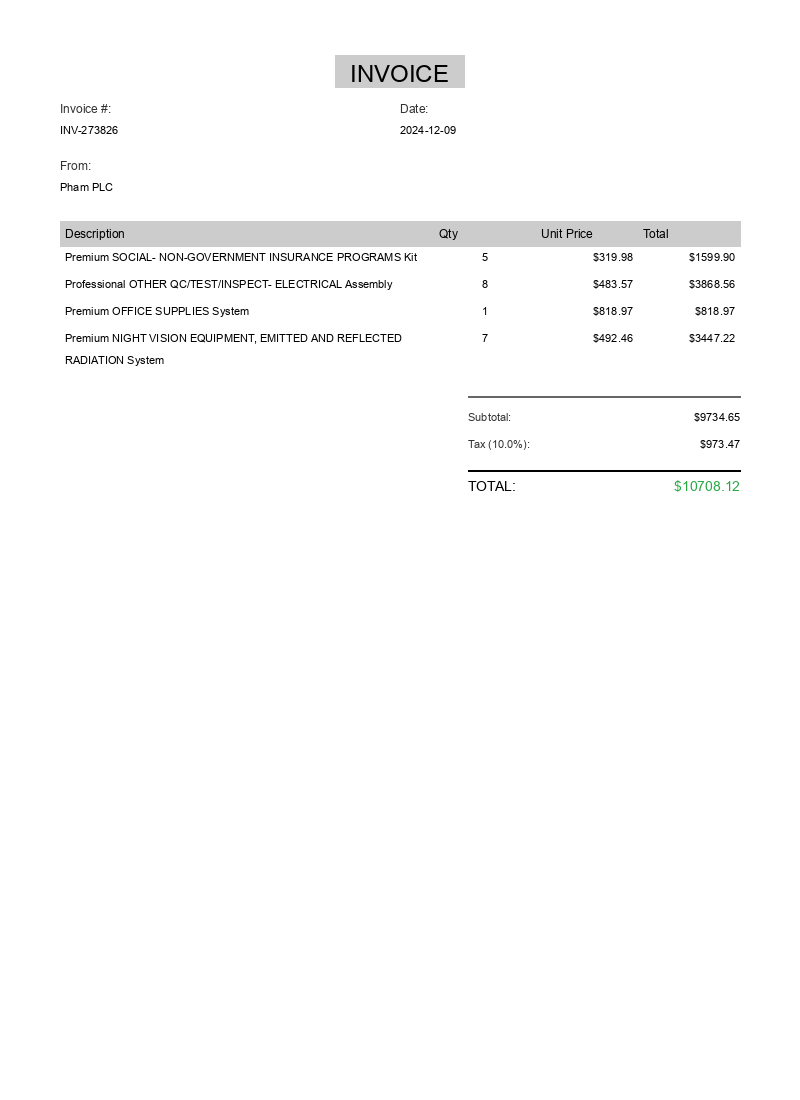 INVOICE
Invoice #: Date:
INV-273826 2024-12-09
From:
Pham PLC
Description Qty Unit Price Total
Premium SOCIAL- NON-GOVERNMENT INSURANCE PROGRAMS Kit 5 $319.98 $1599.90
Professional OTHER QC/TEST/INSPECT- ELECTRICAL Assembly 8 $483.57 $3868.56
Premium OFFICE SUPPLIES System 1 $818.97 $818.97
Premium NIGHT VISION EQUIPMENT, EMITTED AND REFLECTED 7 $492.46 $3447.22
RADIATION System
Subtotal: $9734.65
Tax (10.0%): $973.47
TOTAL: $10708.12